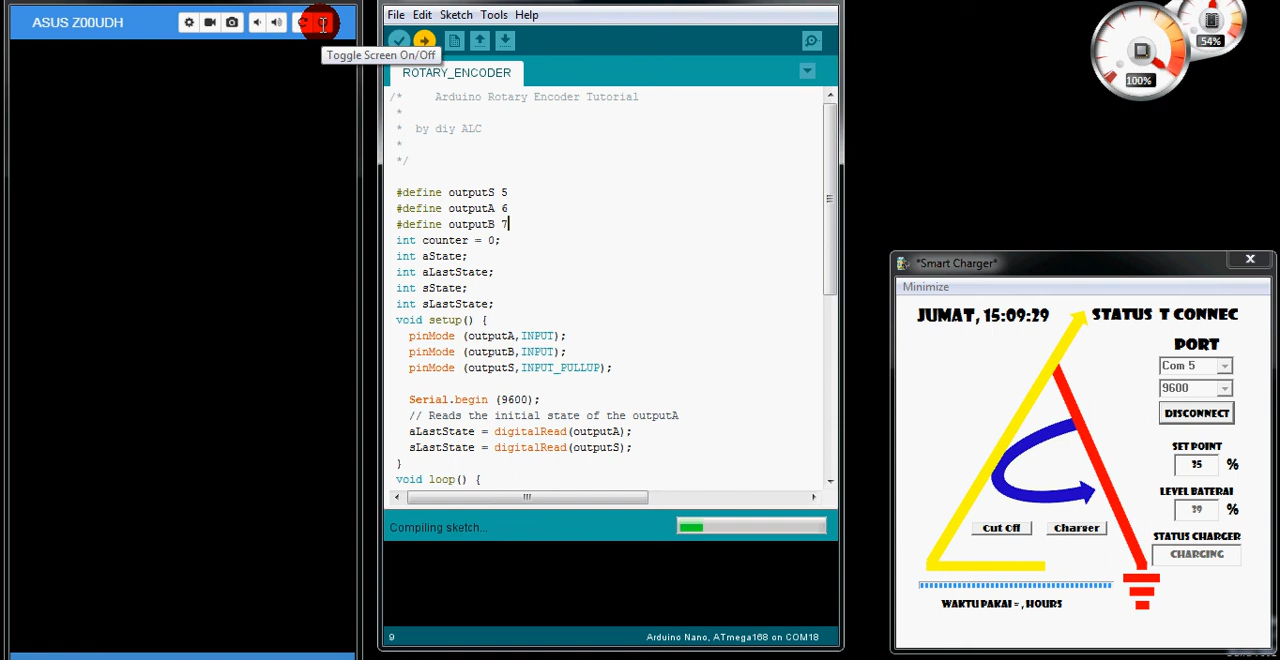 ASUS Z00UDH
Toggle Screen On/Off
File Edit Sketch Tools Help
ROTARY_ENCODER
/* Arduino Rotary Encoder Tutorial
*
* by diy ALC
*
*/
#define outputS 5
#define outputA 6
#define outputB 7
int counter = 0;
int aState;
int aLastState;
int sState;
int sLastState;
void setup() {
pinMode (outputA,INPUT);
pinMode (outputB,INPUT);
pinMode (outputS,INPUT_PULLUP);
Serial.begin (9600);
// Reads the initial state of the outputA
aLastState = digitalRead(outputA);
sLastState = digitalRead(outputS);
}
void loop() {
Compiling sketch...
9
Arduino Nano, ATmega168 on COM18
54%
100%
*Smart Charger*
Minimize
JUMAT, 15:09:29
STATUS T CONNEC
PORT
Com 5
9600
DISCONNECT
SET POINT
35 %
LEVEL BATERAI
39 %
STATUS CHARGER
CHARGING
Cut Off
Charger
WAKTU PAKAI = , HOURS